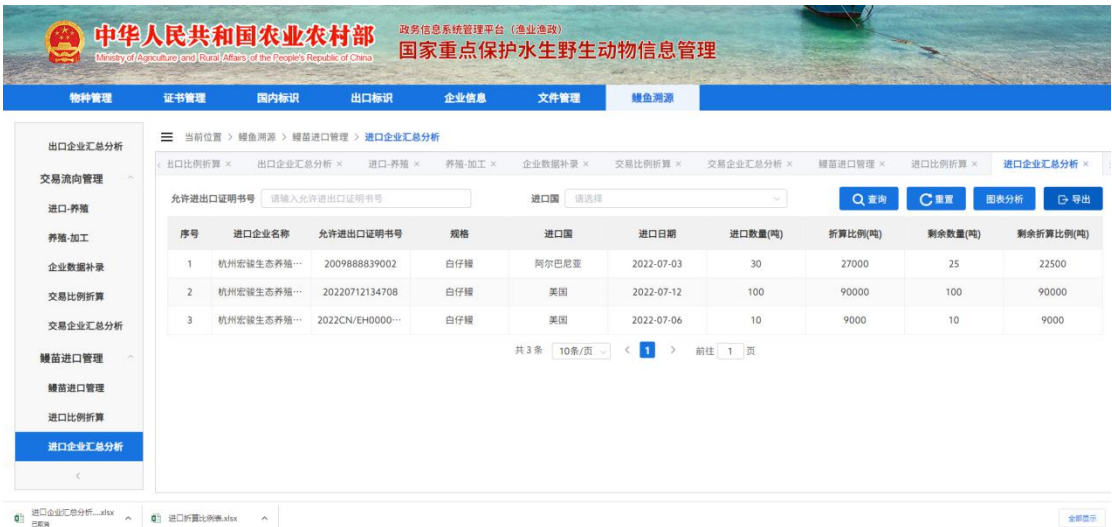 中华人民共和国农业农村部
Ministry of Agriculture and Rural Affairs of the People's Republic of China
政务信息系统管理平台（渔业渔政）
国家重点保护水生野生动物信息管理
物种管理 证书管理 国内标识 出口标识 企业信息 文件管理 鳗鱼溯源
出口企业汇总分析
交易流向管理
进口-养殖
养殖-加工
企业数据补录
交易比例折算
交易企业汇总分析
鳗苗进口管理
鳗苗进口管理
进口比例折算
进口企业汇总分析
当前位置 > 鳗鱼溯源 > 鳗苗进口管理 > 进口企业汇总分析
出口比例折算 × 出口企业汇总分析 × 进口-养殖 × 养殖-加工 × 企业数据补录 × 交易比例折算 × 交易企业汇总分析 × 鳗苗进口管理 × 进口比例折算 × 进口企业汇总分析 ×
允许进出口证明书号 请输入允许进出口证明书号 进口国 请选择 查询 重置 图表分析 导出
序号 进口企业名称 允许进出口证明书号 规格 进口国 进口日期 进口数量(吨) 折算比例(吨) 剩余数量(吨) 剩余折算比例(吨)
1 杭州宏骏生态养殖… 2009888839002 白仔鳗 阿尔巴尼亚 2022-07-03 30 27000 25 22500
2 杭州宏骏生态养殖… 20220712134708 白仔鳗 美国 2022-07-12 100 90000 100 90000
3 杭州宏骏生态养殖… 2022CN/EH0000… 白仔鳗 美国 2022-07-06 10 9000 10 9000
共 3 条 10条/页 < 1 > 前往 1 页
进口企业汇总分析....xlsx
已取消
进口折算比例表.xlsx
全部显示